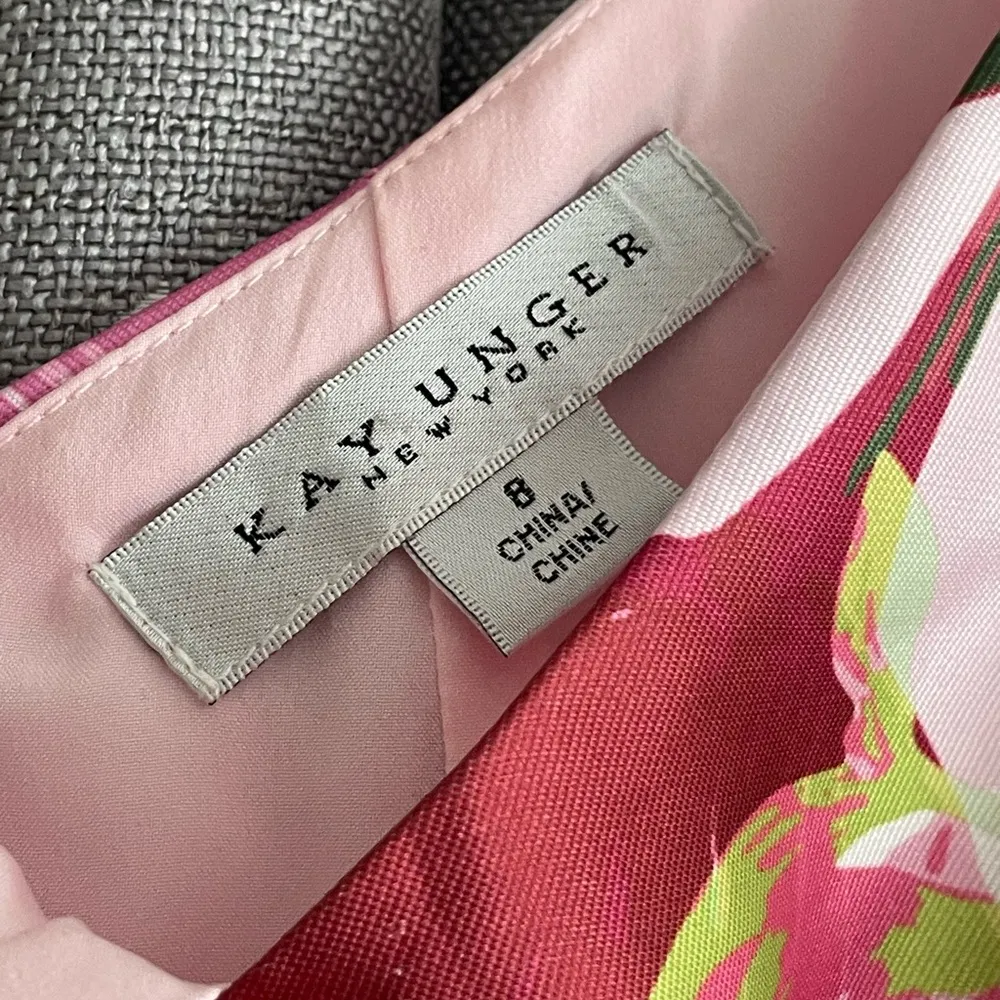 KAY UNGER
NEW YORK
8
CHINA/
CHINE